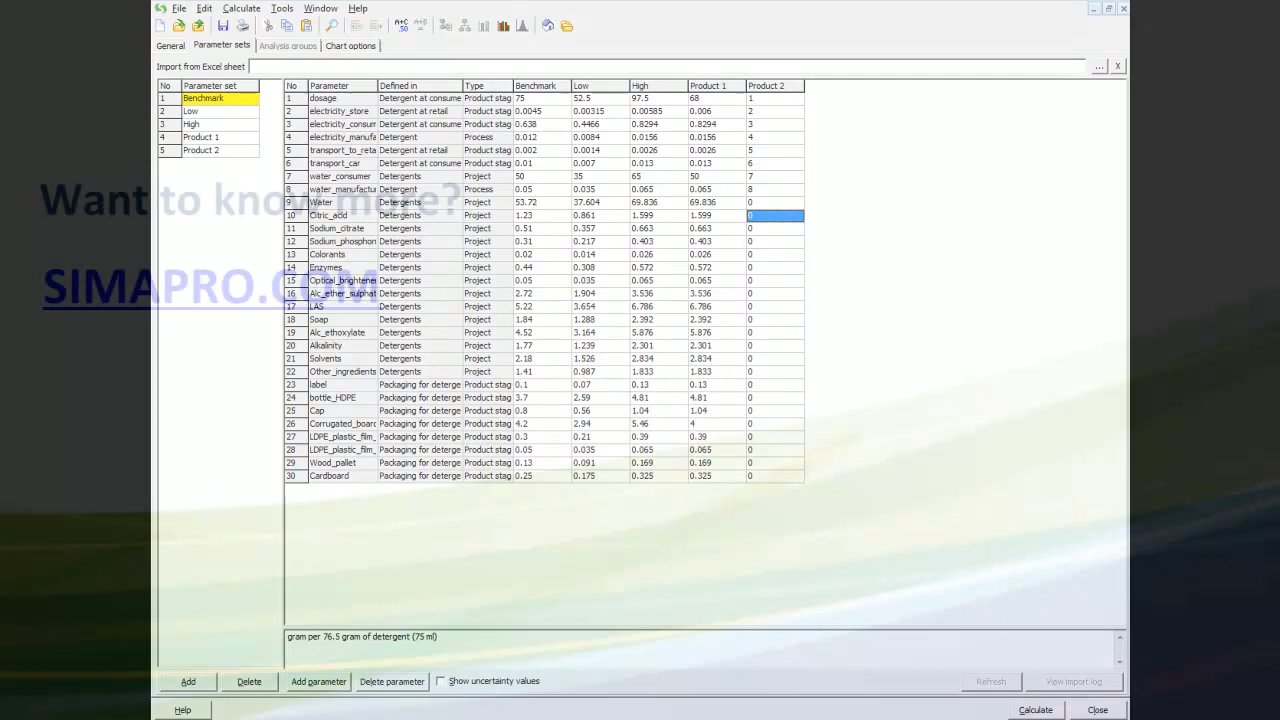 File Edit Calculate Tools Window Help
General Parameter sets Analysis groups Chart options
Import from Excel sheet ... X
No Parameter set
1 Benchmark
2 Low
3 High
4 Product 1
5 Product 2
No Parameter Defined in Type Benchmark Low High Product 1 Product 2
1 dosage Detergent at consume Product stag 75 52.5 97.5 68 1
2 electricity_store Detergent at retail Product stag 0.0045 0.00315 0.00585 0.006 2
3 electricity_consum Detergent at consume Product stag 0.638 0.4466 0.8294 0.8294 3
4 electricity_manufa Detergent Process 0.012 0.0084 0.0156 0.0156 4
5 transport_to_reta Detergent at retail Product stag 0.002 0.0014 0.0026 0.0026 5
6 transport_car Detergent at consume Product stag 0.01 0.007 0.013 0.013 6
7 water_consumer Detergents Project 50 35 65 50 7
8 water_manufactu Detergent Process 0.05 0.035 0.065 0.065 8
9 Water Detergents Project 53.72 37.604 69.836 69.836 0
10 Citric_acid Detergents Project 1.23 0.861 1.599 1.599 0
11 Sodium_citrate Detergents Project 0.51 0.357 0.663 0.663 0
12 Sodium_phosphon Detergents Project 0.31 0.217 0.403 0.403 0
13 Colorants Detergents Project 0.02 0.014 0.026 0.026 0
14 Enzymes Detergents Project 0.44 0.308 0.572 0.572 0
15 Optical_brightene Detergents Project 0.05 0.035 0.065 0.065 0
16 Alc_ether_sulphat Detergents Project 2.72 1.904 3.536 3.536 0
17 LAS Detergents Project 5.22 3.654 6.786 6.786 0
18 Soap Detergents Project 1.84 1.288 2.392 2.392 0
19 Alc_ethoxylate Detergents Project 4.52 3.164 5.876 5.876 0
20 Alkalinity Detergents Project 1.77 1.239 2.301 2.301 0
21 Solvents Detergents Project 2.18 1.526 2.834 2.834 0
22 Other_ingredients Detergents Project 1.41 0.987 1.833 1.833 0
23 label Packaging for deterge Product stag 0.1 0.07 0.13 0.13 0
24 bottle_HDPE Packaging for deterge Product stag 3.7 2.59 4.81 4.81 0
25 Cap Packaging for deterge Product stag 0.8 0.56 1.04 1.04 0
26 Corrugated_board Packaging for deterge Product stag 4.2 2.94 5.46 4 0
27 LDPE_plastic_film_ Packaging for deterge Product stag 0.3 0.21 0.39 0.39 0
28 LDPE_plastic_film_ Packaging for deterge Product stag 0.05 0.035 0.065 0.065 0
29 Wood_pallet Packaging for deterge Product stag 0.13 0.091 0.169 0.169 0
30 Cardboard Packaging for deterge Product stag 0.25 0.175 0.325 0.325 0
Want to know more?
SIMAPRO.COM
gram per 76.5 gram of detergent (75 ml)
Add Delete Add parameter Delete parameter Show uncertainty values Refresh View import log
Help Calculate Close